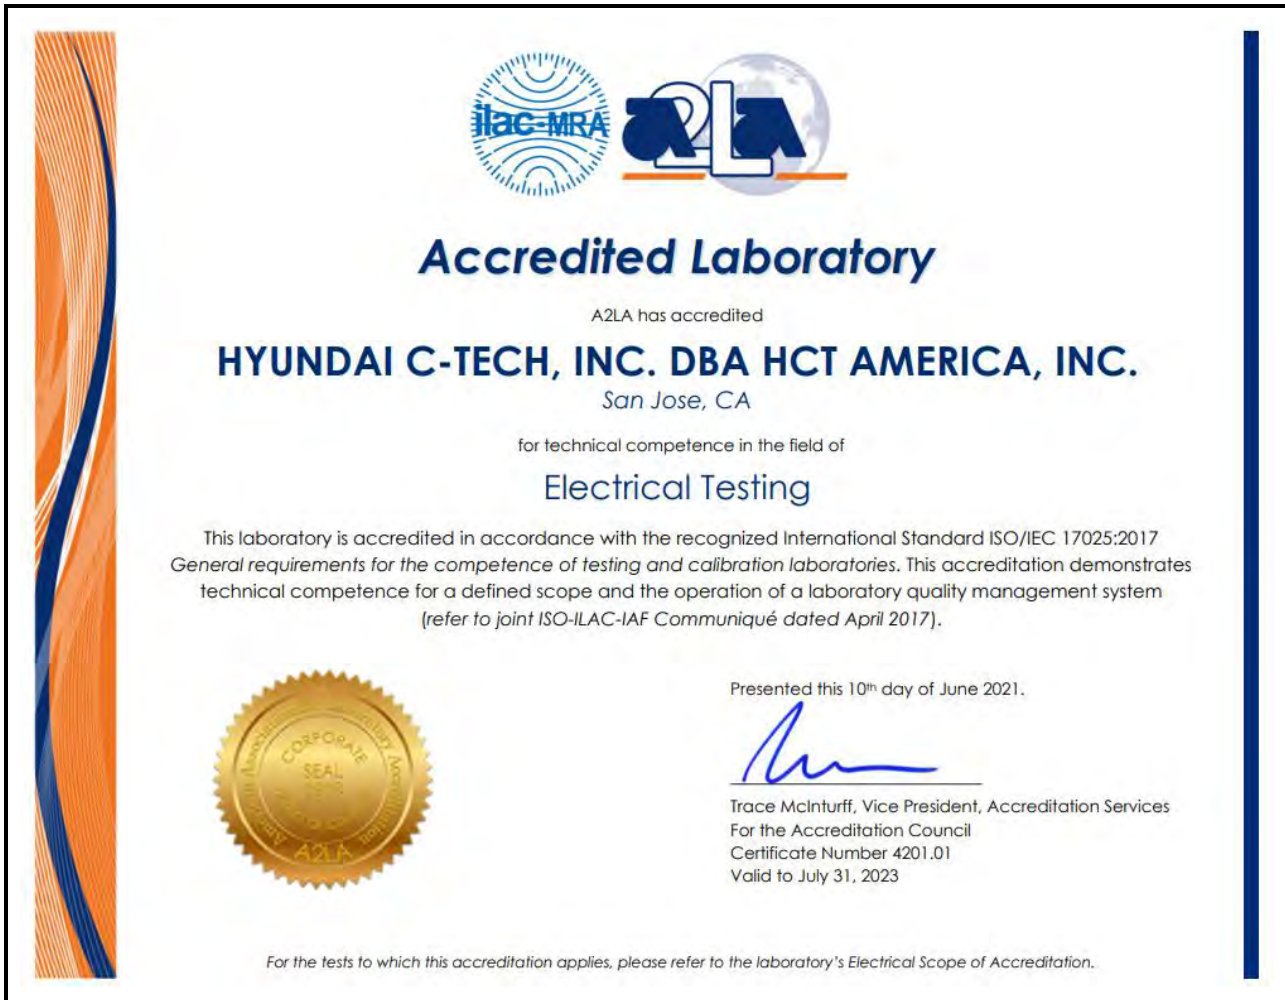 ilac-MRA
A2LA
Accredited Laboratory
A2LA has accredited
HYUNDAI C-TECH, INC. DBA HCT AMERICA, INC.
San Jose, CA
for technical competence in the field of
Electrical Testing
This laboratory is accredited in accordance with the recognized International Standard ISO/IEC 17025:2017
General requirements for the competence of testing and calibration laboratories. This accreditation demonstrates
technical competence for a defined scope and the operation of a laboratory quality management system
(refer to joint ISO-ILAC-IAF Communiqué dated April 2017).
CORPORATE
SEAL
A2LA
Presented this 10th day of June 2021.
Trace McInturff, Vice President, Accreditation Services
For the Accreditation Council
Certificate Number 4201.01
Valid to July 31, 2023
For the tests to which this accreditation applies, please refer to the laboratory's Electrical Scope of Accreditation.